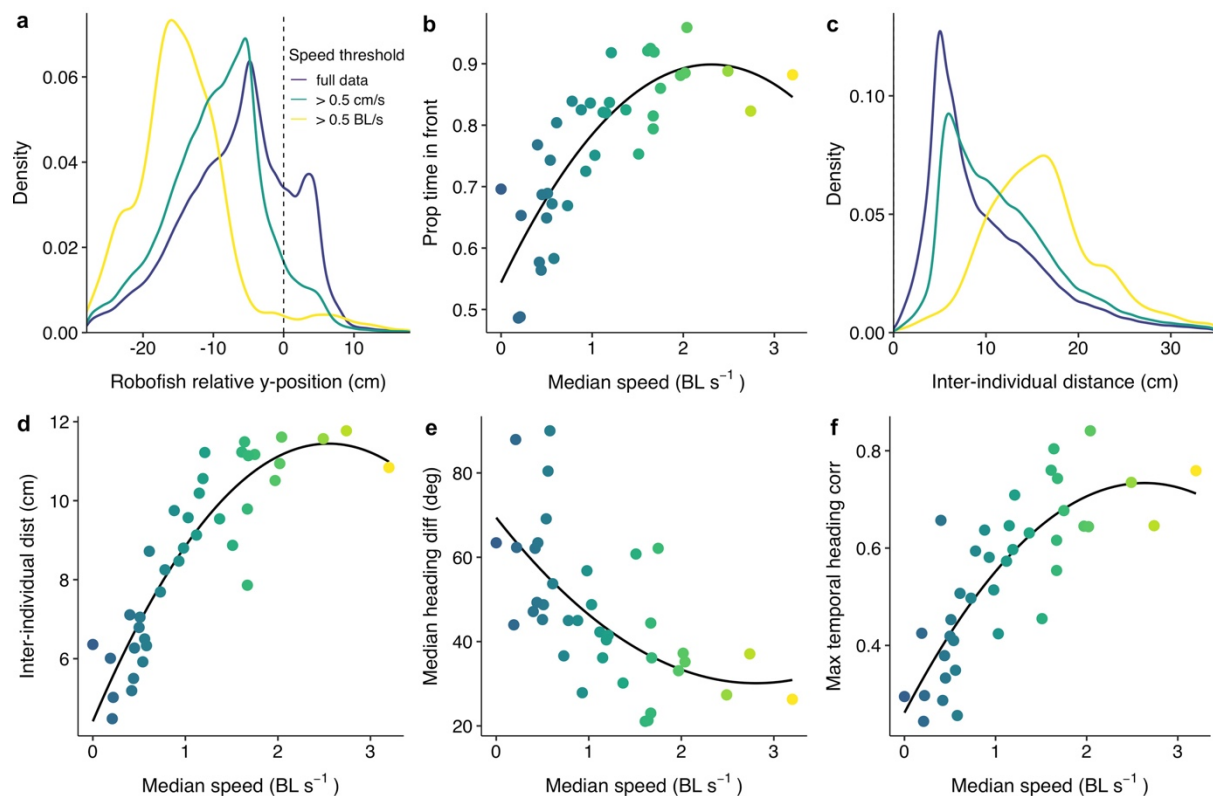 a
Density
0.06
0.04
0.02
0.00
-20
-10
0
10
Robofish relative y-position (cm)
Speed threshold
full data
> 0.5 cm/s
> 0.5 BL/s
b
Prop time in front
0.9
0.8
0.7
0.6
0.5
0
1
2
3
Median speed (BL s⁻¹)
c
Density
0.10
0.05
0.00
0
10
20
30
Inter-individual distance (cm)
d
Inter-individual dist (cm)
12
10
8
6
0
1
2
3
Median speed (BL s⁻¹)
e
Median heading diff (deg)
80
60
40
20
0
1
2
3
Median speed (BL s⁻¹)
f
Max temporal heading corr
0.8
0.6
0.4
0
1
2
3
Median speed (BL s⁻¹)